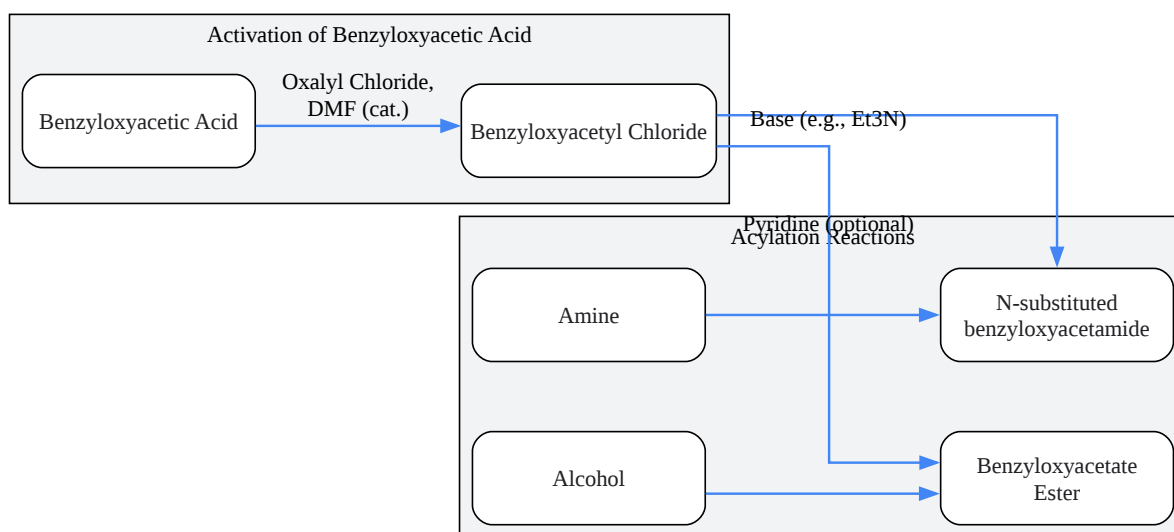 Activation of Benzyloxyacetic Acid
Benzyloxyacetic Acid
Oxalyl Chloride,
DMF (cat.)
Benzyloxyacetyl Chloride
Base (e.g., Et3N)
Pyridine (optional)
Acylation Reactions
Amine
N-substituted
benzyloxyacetamide
Alcohol
Benzyloxyacetate
Ester